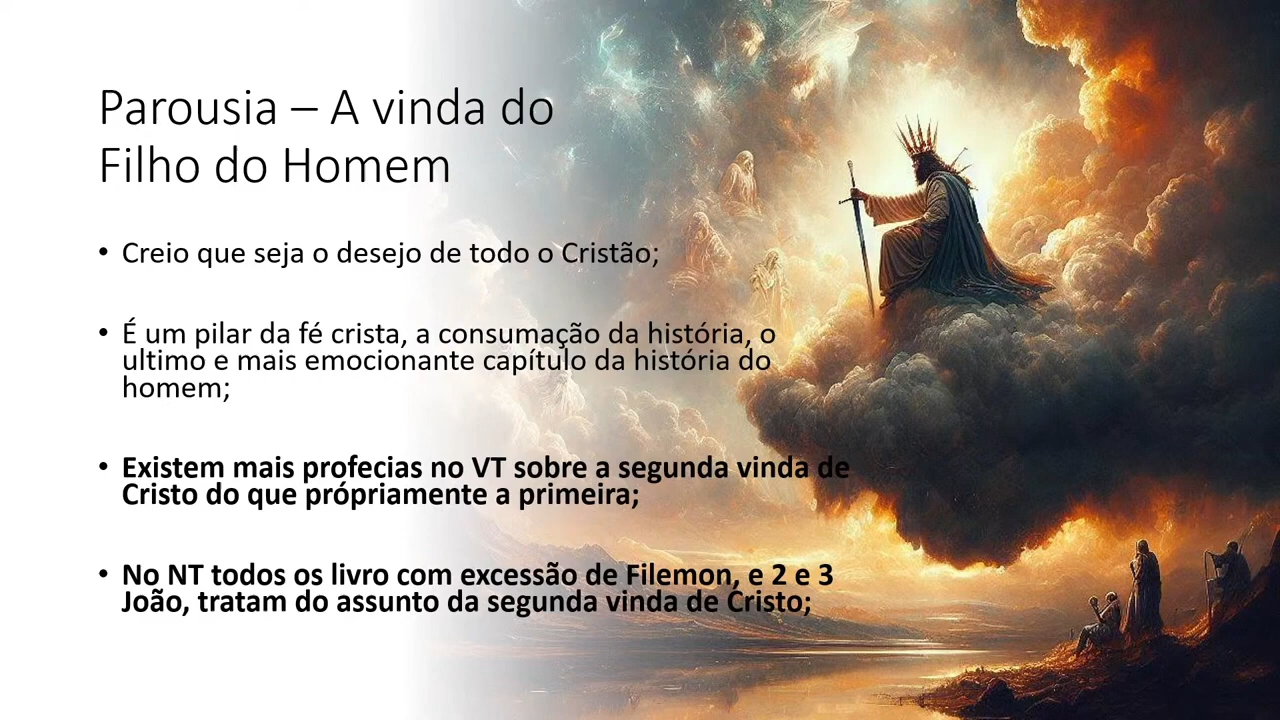 Parousia – A vinda do
Filho do Homem
• Creio que seja o desejo de todo o Cristão;
• É um pilar da fé crista, a consumação da história, o
ultimo e mais emocionante capítulo da história do
homem;
• Existem mais profecias no VT sobre a segunda vinda de
Cristo do que própriamente a primeira;
• No NT todos os livro com excessão de Filemon, e 2 e 3
João, tratam do assunto da segunda vinda de Cristo;